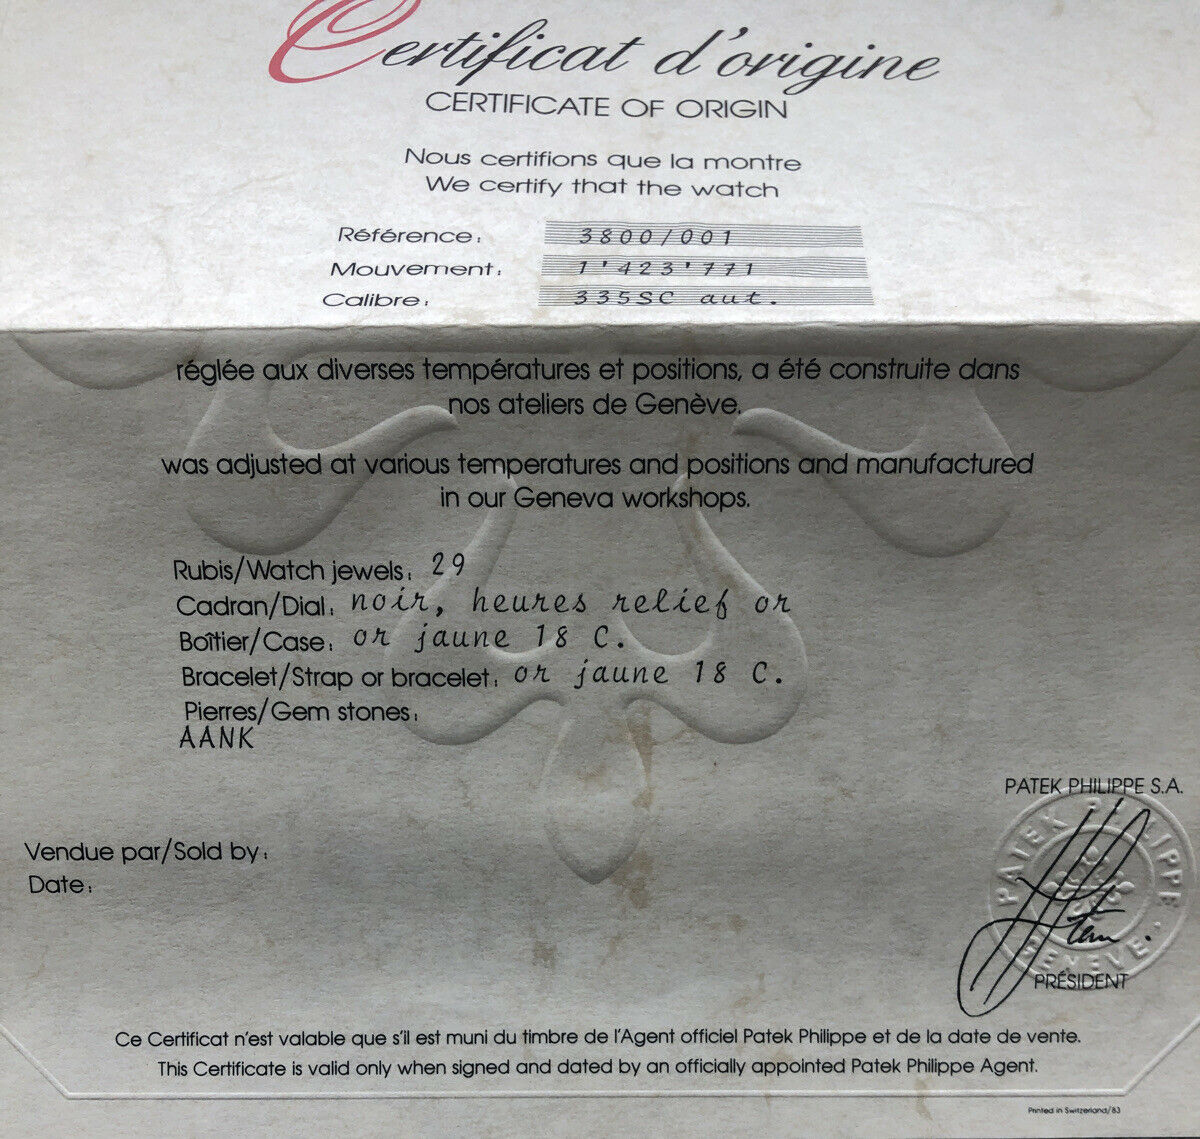 Certificat d'origine
CERTIFICATE OF ORIGIN
Nous certifions que la montre
We certify that the watch
Référence: 3800/001
Mouvement: 1'423'771
Calibre: 335SC aut.
réglée aux diverses températures et positions, a été construite dans
nos ateliers de Genève.
was adjusted at various temperatures and positions and manufactured
in our Geneva workshops.
Rubis/Watch jewels: 29
Cadran/Dial: noir, heures relief or
Boîtier/Case: or jaune 18 C.
Bracelet/Strap or bracelet: or jaune 18 C.
Pierres/Gem stones:
AANK
PATEK PHILIPPE S.A.
PATEK PHILIPPE
GENÈVE
Vendue par/Sold by:
Date:
PRÉSIDENT
Ce Certificat n'est valable que s'il est muni du timbre de l'Agent officiel Patek Philippe et de la date de vente.
This Certificate is valid only when signed and dated by an officially appointed Patek Philippe Agent.
Printed in Switzerland/83